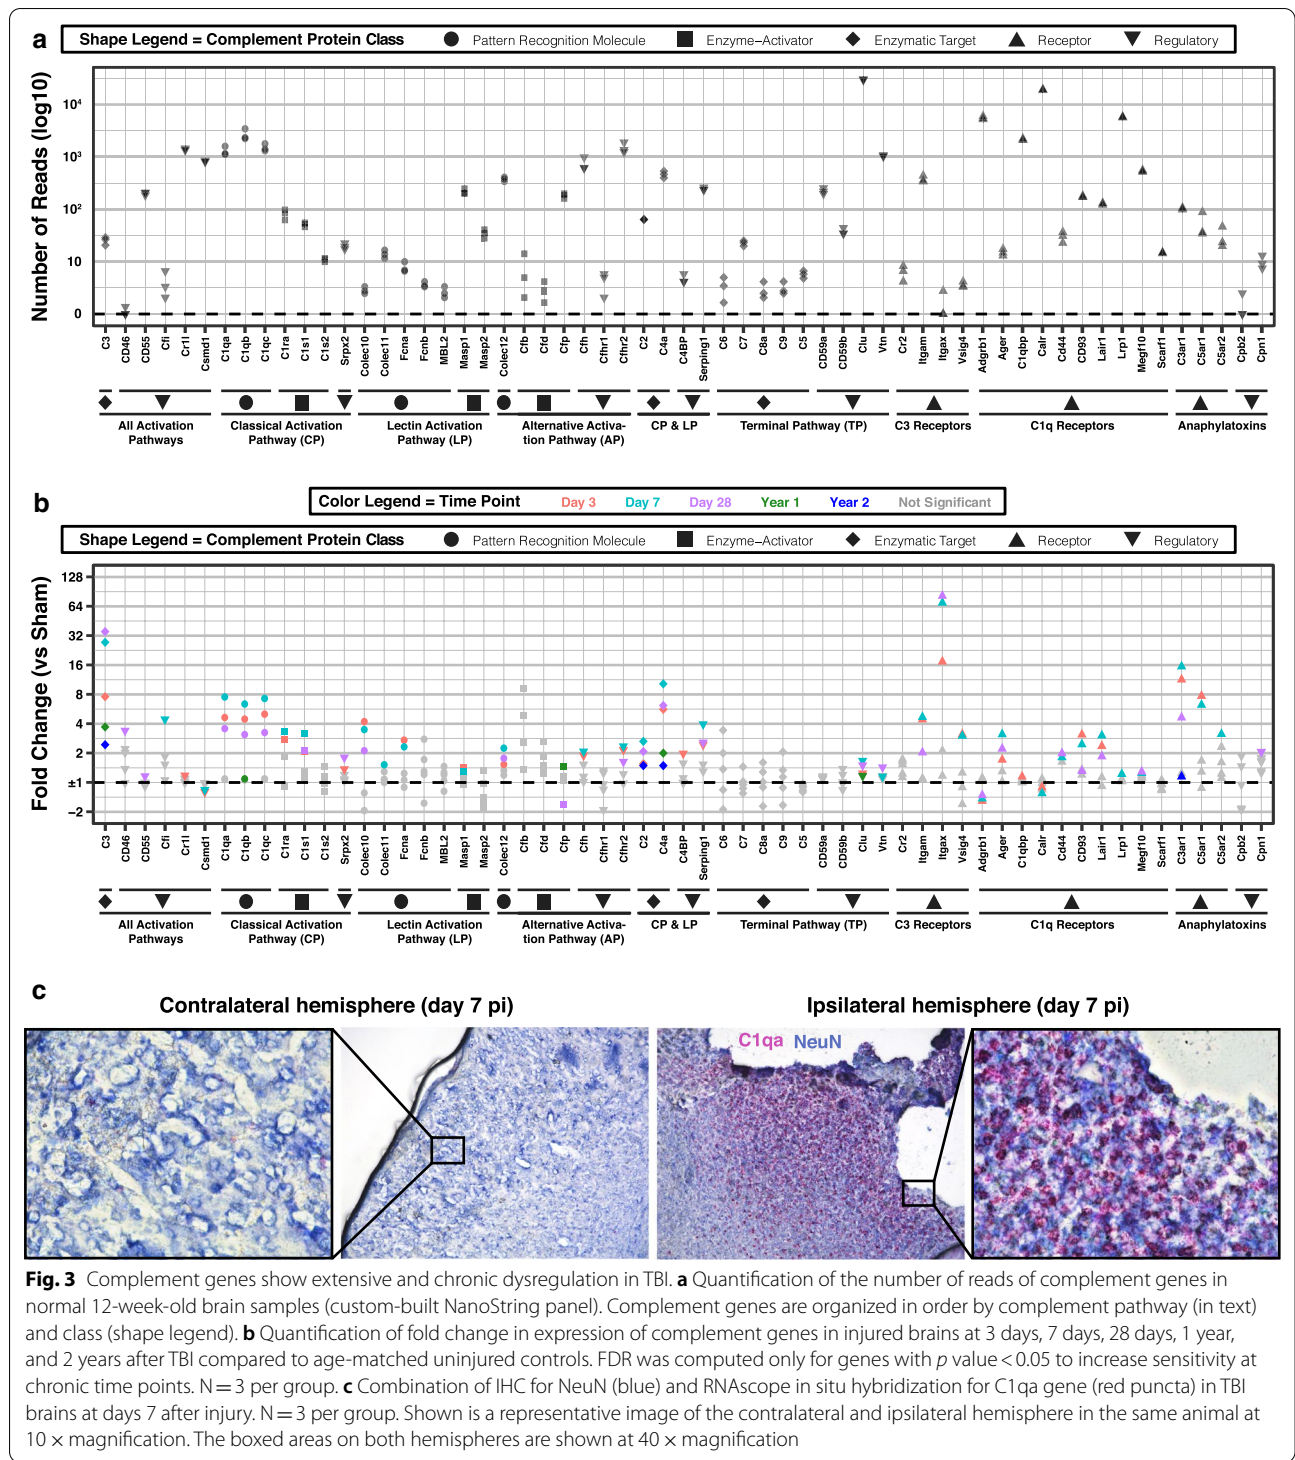 a
Shape Legend = Complement Protein Class Pattern Recognition Molecule Enzyme–Activator Enzymatic Target Receptor Regulatory
Number of Reads (log10)
10⁴
10³
10²
10
0
C3 CD46 CD55 Cfi Cr1l Csmd1 C1qa C1qb C1qc C1ra C1s1 C1s2 Srpx2 Colec10 Colec11 Fcna Fcnb MBL2 Masp1 Masp2 Colec12 Cfb Cfd Cfp Cfh Cfhr1 Cfhr2 C2 C4a C4BP Serping1 C6 C7 C8a C9 C5 CD59a CD59b Clu Vtn Cr2 Itgam Itgax Vsig4 Adgrb1 Ager C1qbp Calr Cd44 CD93 Lair1 Lrp1 Megf10 Scarf1 C3ar1 C5ar1 C5ar2 Cpb2 Cpn1
All Activation Classical Activation Lectin Activation Alternative Activa- CP & LP Terminal Pathway (TP) C3 Receptors C1q Receptors Anaphylatoxins
Pathways Pathway (CP) Pathway (LP) tion Pathway (AP)
b
Color Legend = Time Point Day 3 Day 7 Day 28 Year 1 Year 2 Not Significant
Shape Legend = Complement Protein Class Pattern Recognition Molecule Enzyme–Activator Enzymatic Target Receptor Regulatory
Fold Change (vs Sham)
128
64
32
16
8
4
2
±1
−2
C3 CD46 CD55 Cfi Cr1l Csmd1 C1qa C1qb C1qc C1ra C1s1 C1s2 Srpx2 Colec10 Colec11 Fcna Fcnb MBL2 Masp1 Masp2 Colec12 Cfb Cfd Cfp Cfh Cfhr1 Cfhr2 C2 C4a C4BP Serping1 C6 C7 C8a C9 C5 CD59a CD59b Clu Vtn Cr2 Itgam Itgax Vsig4 Adgrb1 Ager C1qbp Calr Cd44 CD93 Lair1 Lrp1 Megf10 Scarf1 C3ar1 C5ar1 C5ar2 Cpb2 Cpn1
All Activation Classical Activation Lectin Activation Alternative Activa- CP & LP Terminal Pathway (TP) C3 Receptors C1q Receptors Anaphylatoxins
Pathways Pathway (CP) Pathway (LP) tion Pathway (AP)
c
Contralateral hemisphere (day 7 pi) Ipsilateral hemisphere (day 7 pi)
C1qa NeuN
Fig. 3 Complement genes show extensive and chronic dysregulation in TBI. a Quantification of the number of reads of complement genes in
normal 12-week-old brain samples (custom-built NanoString panel). Complement genes are organized in order by complement pathway (in text)
and class (shape legend). b Quantification of fold change in expression of complement genes in injured brains at 3 days, 7 days, 28 days, 1 year,
and 2 years after TBI compared to age-matched uninjured controls. FDR was computed only for genes with p value < 0.05 to increase sensitivity at
chronic time points. N = 3 per group. c Combination of IHC for NeuN (blue) and RNAscope in situ hybridization for C1qa gene (red puncta) in TBI
brains at days 7 after injury. N = 3 per group. Shown is a representative image of the contralateral and ipsilateral hemisphere in the same animal at
10 × magnification. The boxed areas on both hemispheres are shown at 40 × magnification